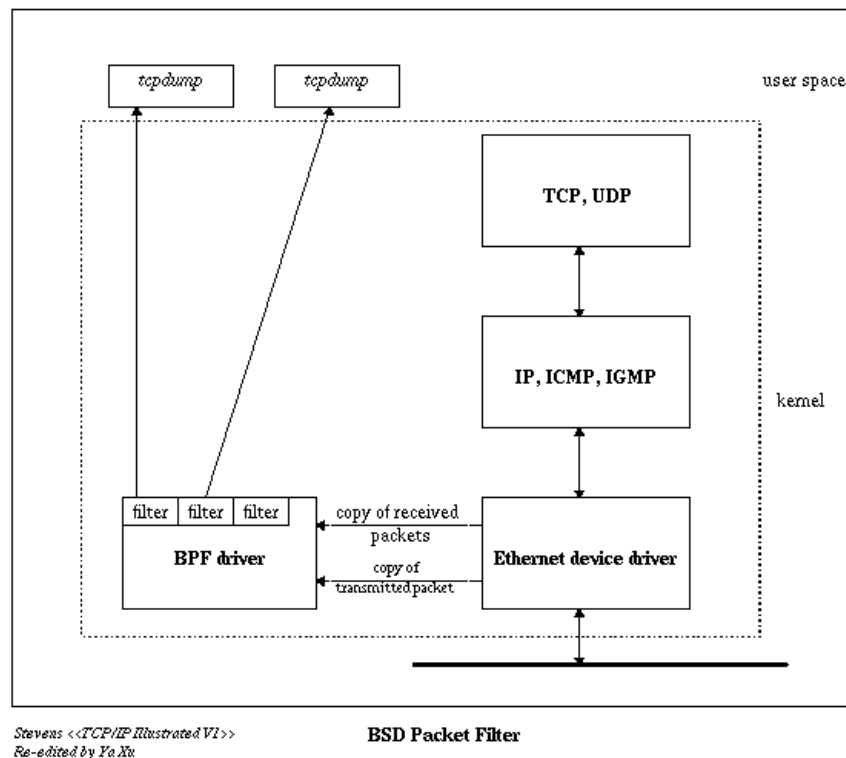 tcpdump
tcpdump
user space
TCP, UDP
IP, ICMP, IGMP
kernel
filter
filter
filter
BPF driver
copy of received
packets
copy of
transmitted packet
Ethernet device driver
Stevens <<TCP/IP Illustrated V1>>
Re-edited by Ya Xu
BSD Packet Filter